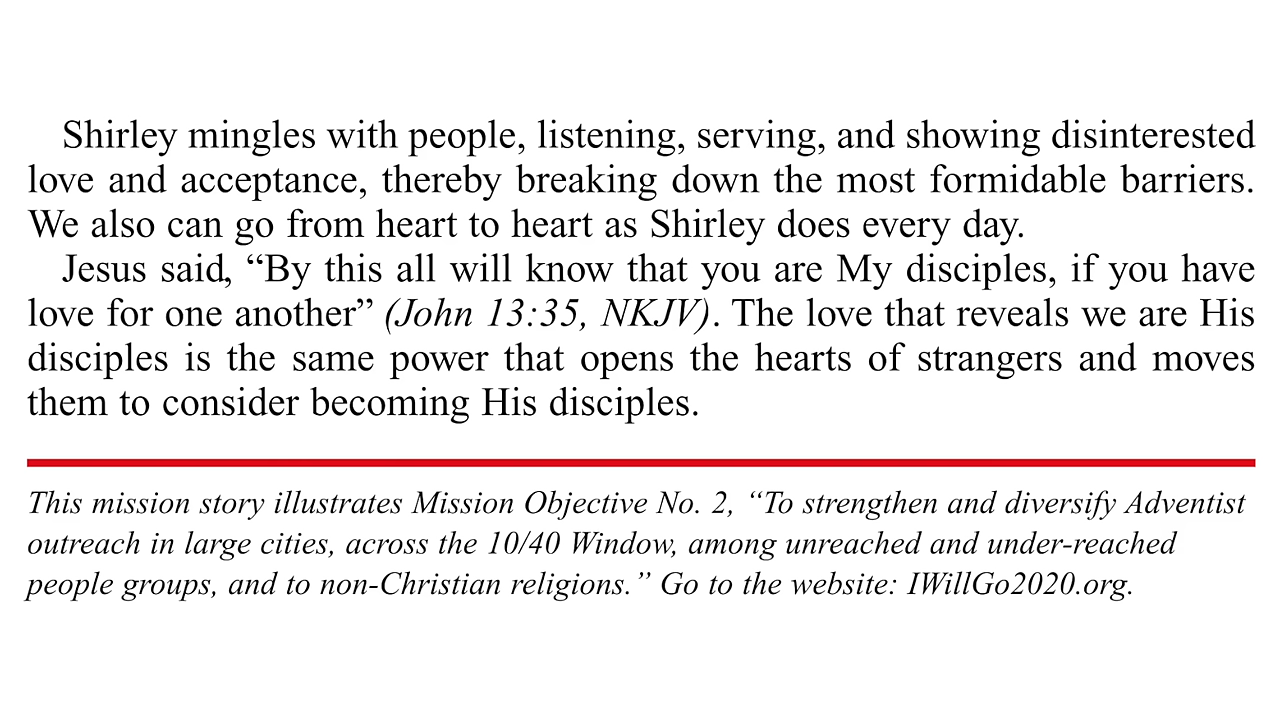 Shirley mingles with people, listening, serving, and showing disinterested
love and acceptance, thereby breaking down the most formidable barriers.
We also can go from heart to heart as Shirley does every day.
Jesus said, “By this all will know that you are My disciples, if you have
love for one another” (John 13:35, NKJV). The love that reveals we are His
disciples is the same power that opens the hearts of strangers and moves
them to consider becoming His disciples.
This mission story illustrates Mission Objective No. 2, “To strengthen and diversify Adventist
outreach in large cities, across the 10/40 Window, among unreached and under-reached
people groups, and to non-Christian religions.” Go to the website: IWillGo2020.org.